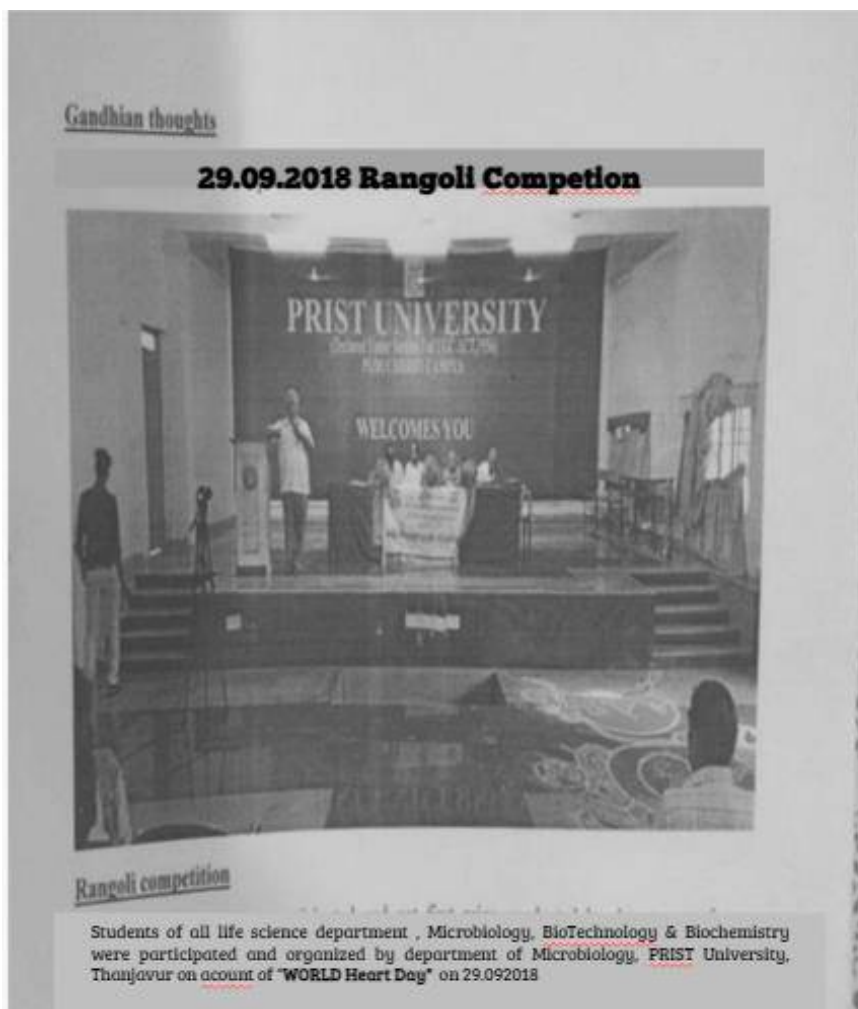 Gandhian thoughts
29.09.2018 Rangoli Competion
PRIST UNIVERSITY
WELCOMES YOU
Rangoli competition
Students of all life science department , Microbiology, BioTechnology & Biochemistry
were participated and organized by department of Microbiology, PRIST University,
Thanjavur on acount of "WORLD Heart Day" on 29.092018